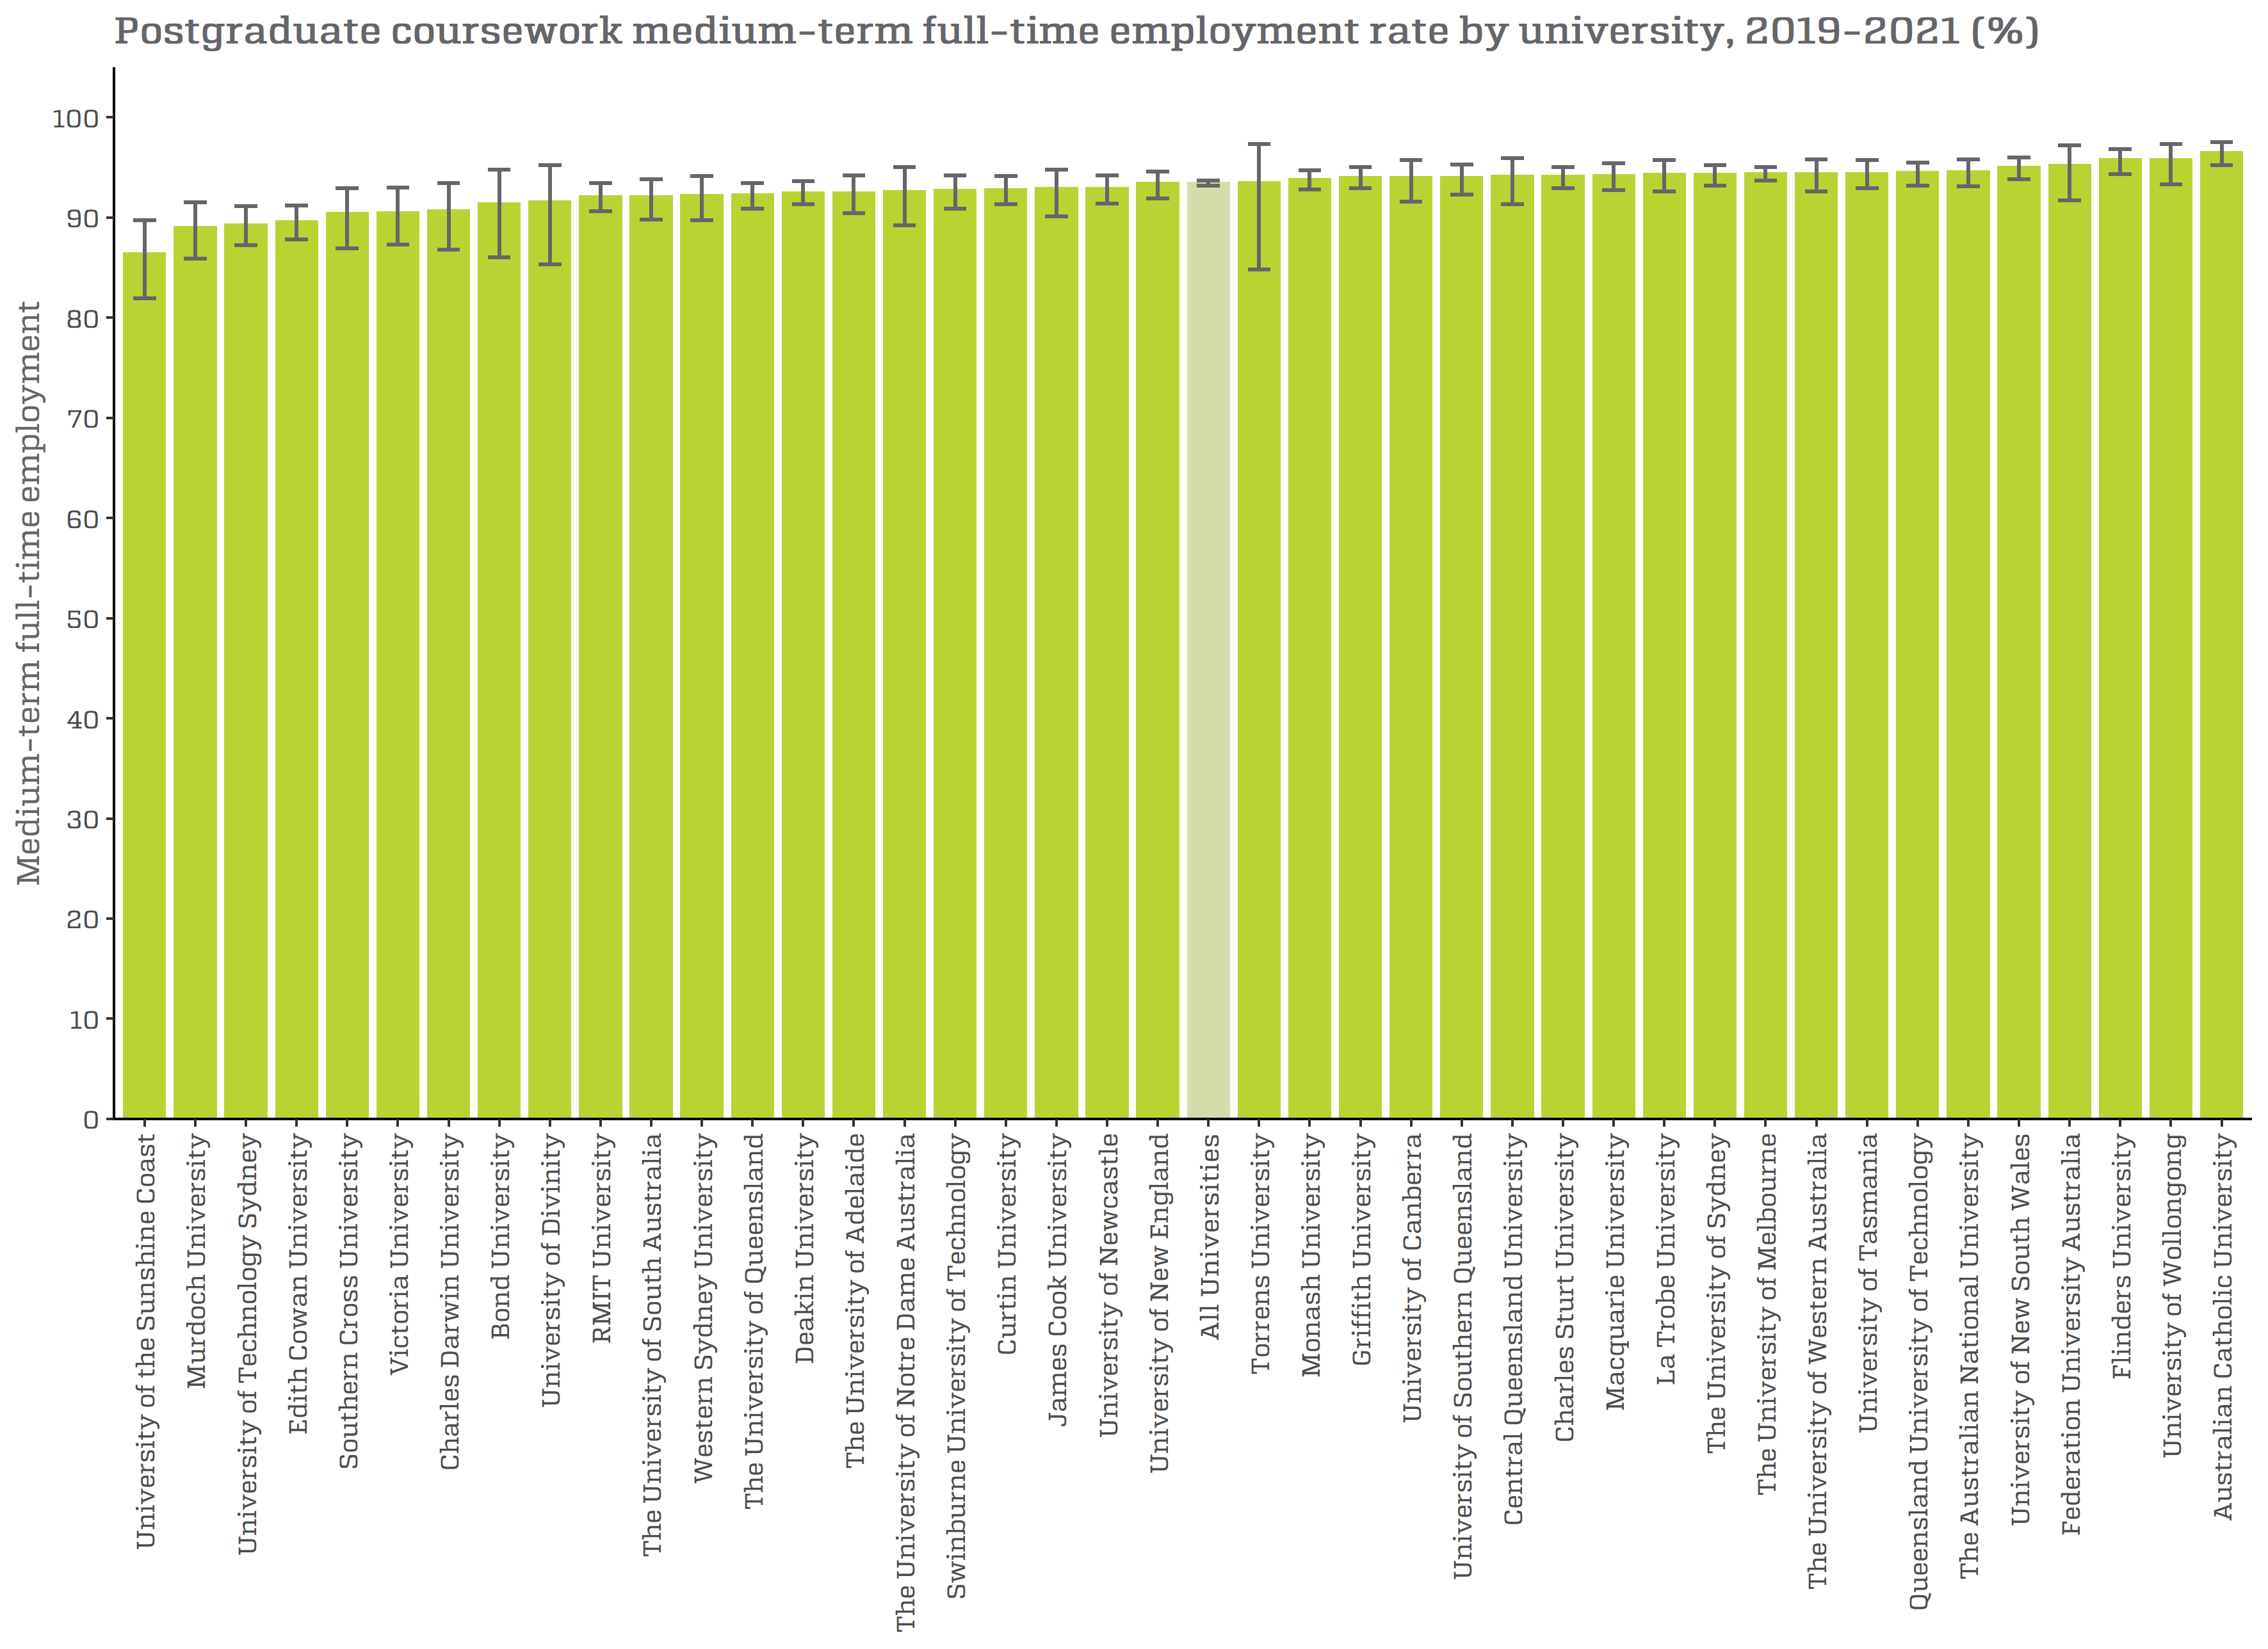 Postgraduate coursework medium-term full-time employment rate by university, 2019-2021 (%)
Medium-term full-time employment
100
90
80
70
60
50
40
30
20
10
0
University of the Sunshine Coast
Murdoch University
University of Technology Sydney
Edith Cowan University
Southern Cross University
Victoria University
Charles Darwin University
Bond University
University of Divinity
RMIT University
The University of South Australia
Western Sydney University
The University of Queensland
Deakin University
The University of Adelaide
The University of Notre Dame Australia
Swinburne University of Technology
Curtin University
James Cook University
University of Newcastle
University of New England
All Universities
Torrens University
Monash University
Griffith University
University of Canberra
University of Southern Queensland
Central Queensland University
Charles Sturt University
Macquarie University
La Trobe University
The University of Sydney
The University of Melbourne
The University of Western Australia
University of Tasmania
Queensland University of Technology
The Australian National University
University of New South Wales
Federation University Australia
Flinders University
University of Wollongong
Australian Catholic University